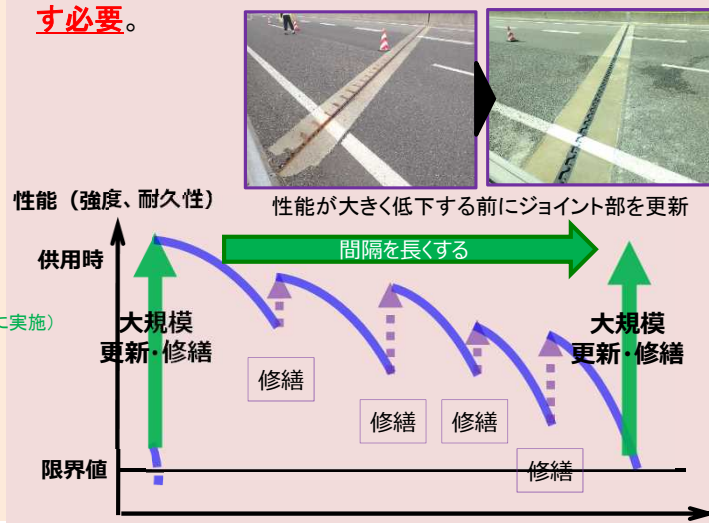 す必要。
性能が大きく低下する前にジョイント部を更新
性能（強度、耐久性）
供用時
間隔を長くする
に実施）
大規模
更新・修繕
大規模
更新・修繕
修繕
修繕
修繕
修繕
限界値